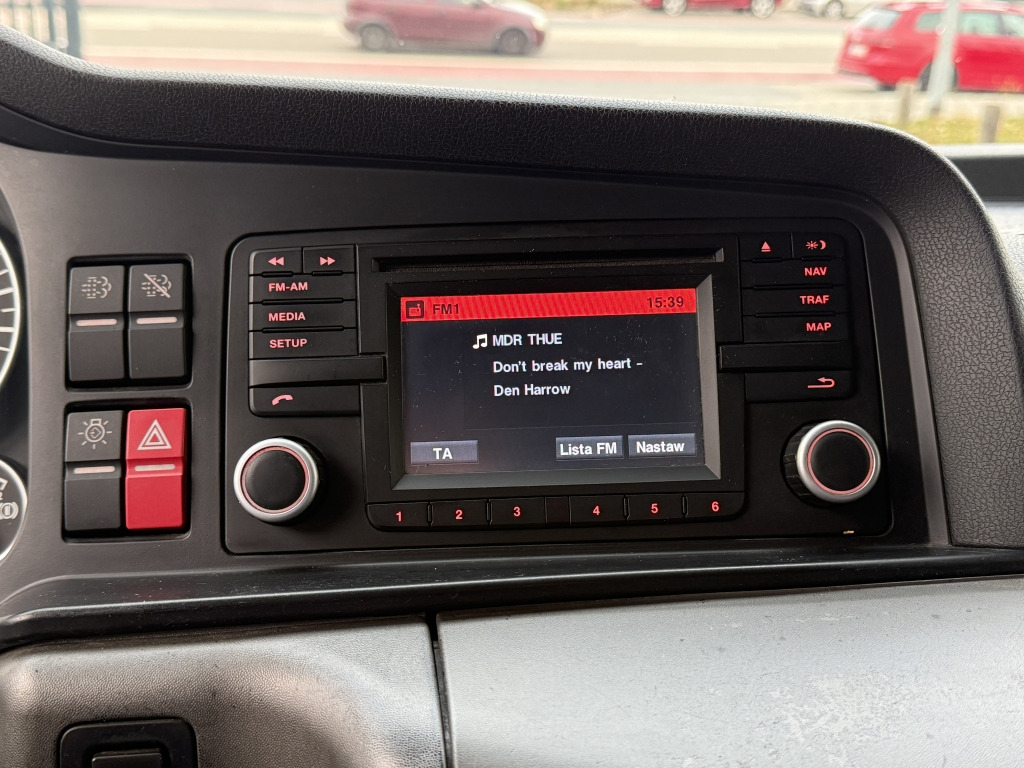 FM-AM
MEDIA
SETUP
FM1 15:39
MDR THUE
Don't break my heart -
Den Harrow
TA Lista FM Nastaw
1 2 3 4 5 6
NAV
TRAF
MAP